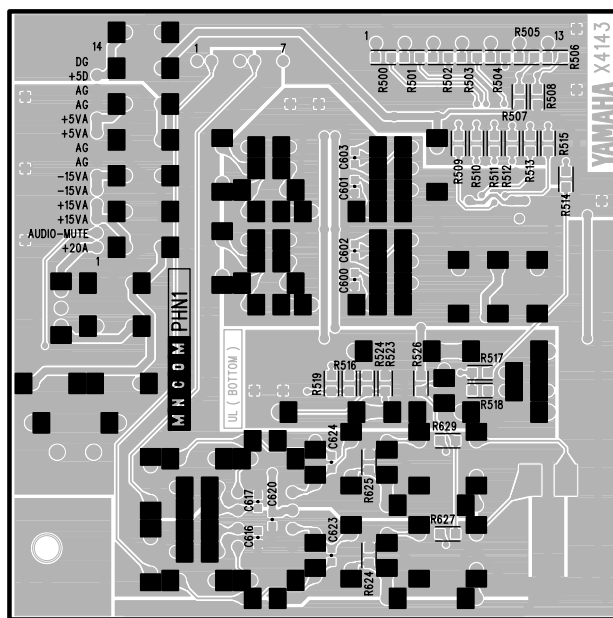 14
DG
+5D
AG
AG
+5VA
+5VA
AG
AG
-15VA
-15VA
+15VA
+15VA
AUDIO-MUTE
+20A
1
1
7
1
13
R505
R506
R500
R501
R502
R503
R504
R507
R508
YAMAHA X4143
R509
R510
R511
R512
R513
R515
R514
C603
C601
C602
C600
MNCOM PHN1
UL ( BOTTOM )
R519
R516
R524
R523
R526
R517
R518
R629
C624
R625
C617
C620
C616
C623
R624
R627